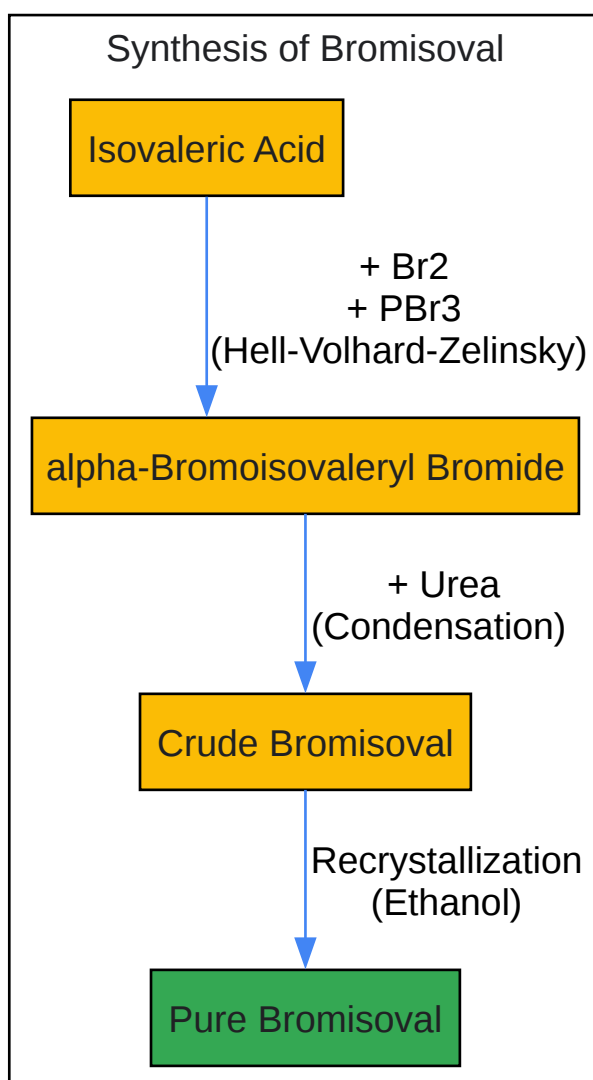 Synthesis of Bromisoval
Isovaleric Acid
+ Br2
+ PBr3
(Hell-Volhard-Zelinsky)
alpha-Bromoisovaleryl Bromide
+ Urea
(Condensation)
Crude Bromisoval
Recrystallization
(Ethanol)
Pure Bromisoval